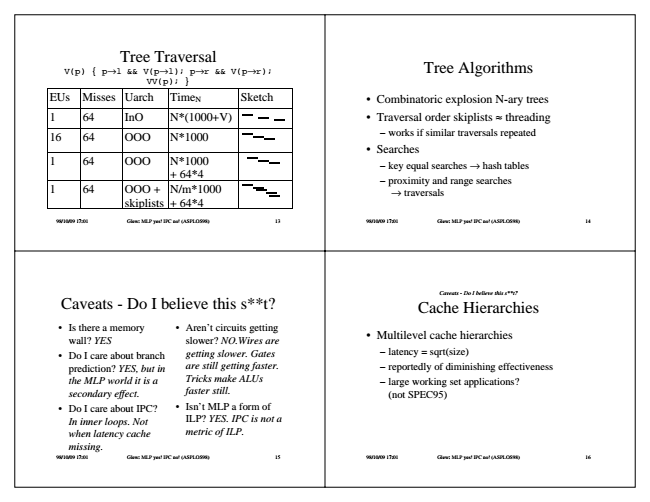 Tree Traversal
V(p) { p→l && V(p→l); p→r && V(p→r);
VV(p); }
EUs Misses Uarch TimeN Sketch
1 64 InO N*(1000+V)
16 64 OOO N*1000
1 64 OOO N*1000
+ 64*4
1 64 OOO + N/m*1000
skiplists + 64*4
98/10/09 17:01 Glew: MLP yes! IPC no! (ASPLOS98) 13
Tree Algorithms
• Combinatoric explosion N-ary trees
• Traversal order skiplists ≈ threading
– works if similar traversals repeated
• Searches
– key equal searches → hash tables
– proximity and range searches
→ traversals
98/10/09 17:01 Glew: MLP yes! IPC no! (ASPLOS98) 14
Caveats - Do I believe this s**t?
• Is there a memory
wall? YES
• Do I care about branch
prediction? YES, but in
the MLP world it is a
secondary effect.
• Do I care about IPC?
In inner loops. Not
when latency cache
missing.
• Aren't circuits getting
slower? NO.Wires are
getting slower. Gates
are still getting faster.
Tricks make ALUs
faster still.
• Isn't MLP a form of
ILP? YES. IPC is not a
metric of ILP.
98/10/09 17:01 Glew: MLP yes! IPC no! (ASPLOS98) 15
Caveats - Do I believe this s**t?
Cache Hierarchies
• Multilevel cache hierarchies
– latency = sqrt(size)
– reportedly of diminishing effectiveness
– large working set applications?
(not SPEC95)
98/10/09 17:01 Glew: MLP yes! IPC no! (ASPLOS98) 16